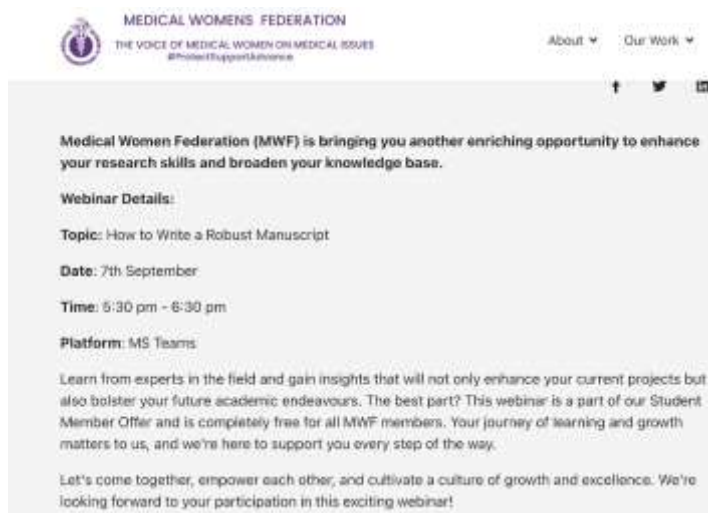 MEDICAL WOMENS FEDERATION
THE VOICE OF MEDICAL WOMEN ON MEDICAL ISSUES
#ProtectSupportAdvance
About
Our Work
Medical Women Federation (MWF) is bringing you another enriching opportunity to enhance
your research skills and broaden your knowledge base.
Webinar Details:
Topic: How to Write a Robust Manuscript
Date: 7th September
Time: 5:30 pm - 6:30 pm
Platform: MS Teams
Learn from experts in the field and gain insights that will not only enhance your current projects but
also bolster your future academic endeavours. The best part? This webinar is a part of our Student
Member Offer and is completely free for all MWF members. Your journey of learning and growth
matters to us, and we're here to support you every step of the way.
Let's come together, empower each other, and cultivate a culture of growth and excellence. We're
looking forward to your participation in this exciting webinar!